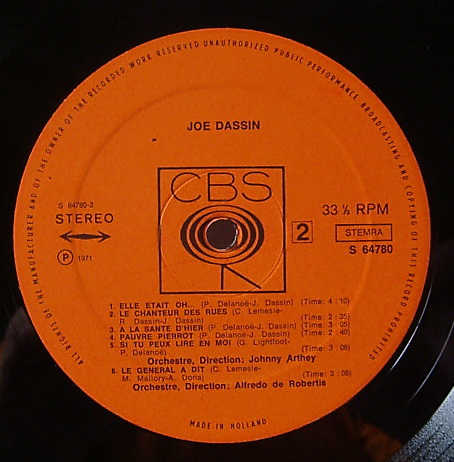 ALL RIGHTS OF THE MANUFACTURER AND OF THE OWNER OF THE RECORDED WORK RESERVED UNAUTHORIZED PUBLIC PERFORMANCE BROADCASTING AND COPYING OF THIS RECORD PROHIBITED
JOE DASSIN
CBS
S 64780-2
STEREO
33 ⅓ RPM
2
STEMRA
S 64780
P 1971
1. ELLE ETAIT OH... (P. Delanoë-J. Dassin) (Time: 4:10)
2. LE CHANTEUR DES RUES (C. Lemesle-
R. Dassin-J. Dassin) (Time: 2:35)
3. A LA SANTE D'HIER (P. Delanoë-J. Dassin) (Time: 3:05)
4. PAUVRE PIERROT (P. Delanoë-J. Dassin) (Time: 2:40)
5. SI TU PEUX LIRE EN MOI (G. Lightfoot-
P. Delanoë) (Time: 3:08)
Orchestre, Direction: Johnny Arthey
6. LE GENERAL A DIT (C. Lemesle-
M. Mallory-A. Dona) (Time: 3:08)
Orchestre, Direction: Alfredo de Robertis
MADE IN HOLLAND